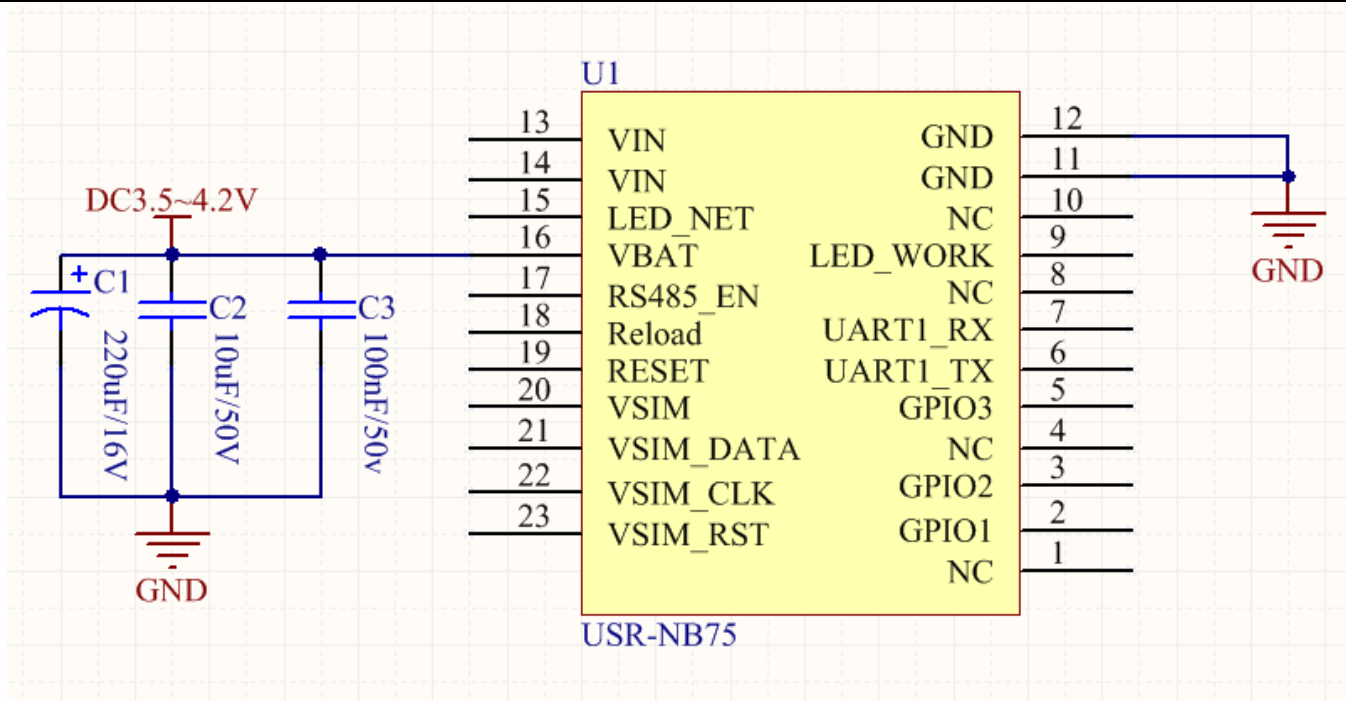 U1
13 VIN GND 12
14 VIN GND 11
DC3.5~4.2V
15 LED_NET NC 10
16 VBAT LED_WORK 9
17 RS485_EN NC 8
18 Reload UART1_RX 7
19 RESET UART1_TX 6
20 VSIM GPIO3 5
21 VSIM_DATA NC 4
22 VSIM_CLK GPIO2 3
23 VSIM_RST GPIO1 2
NC 1
USR-NB75
+ C1
220uF/16V
C2
10uF/50V
C3
100nF/50v
GND
GND